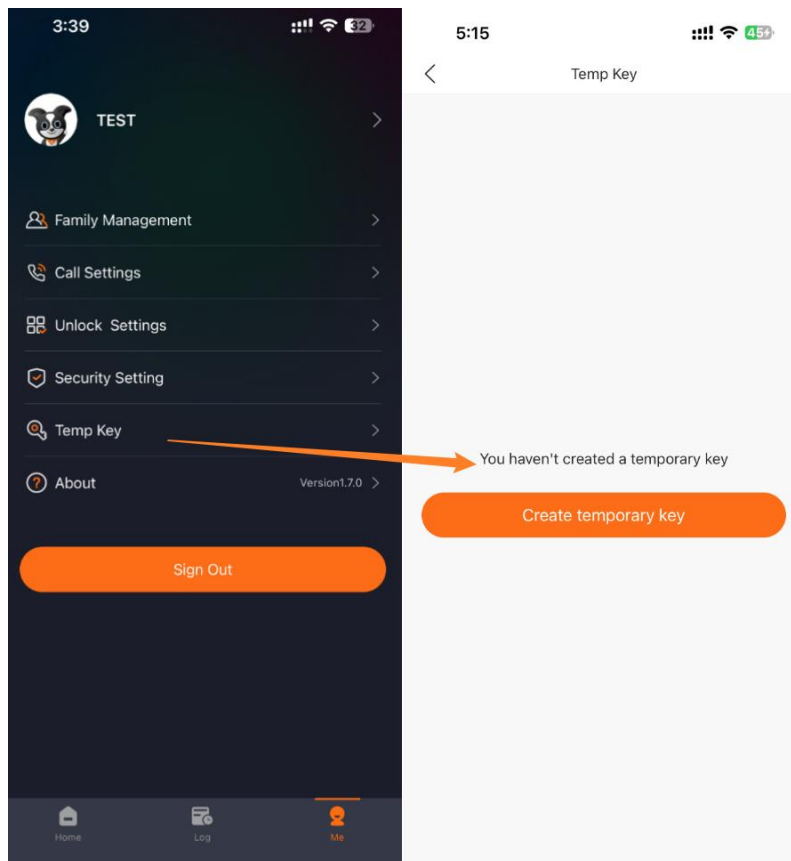 3:39
32
TEST
Family Management
Call Settings
Unlock Settings
Security Setting
Temp Key
About
Version1.7.0
Sign Out
Home
Log
Me
5:15
45
Temp Key
You haven't created a temporary key
Create temporary key